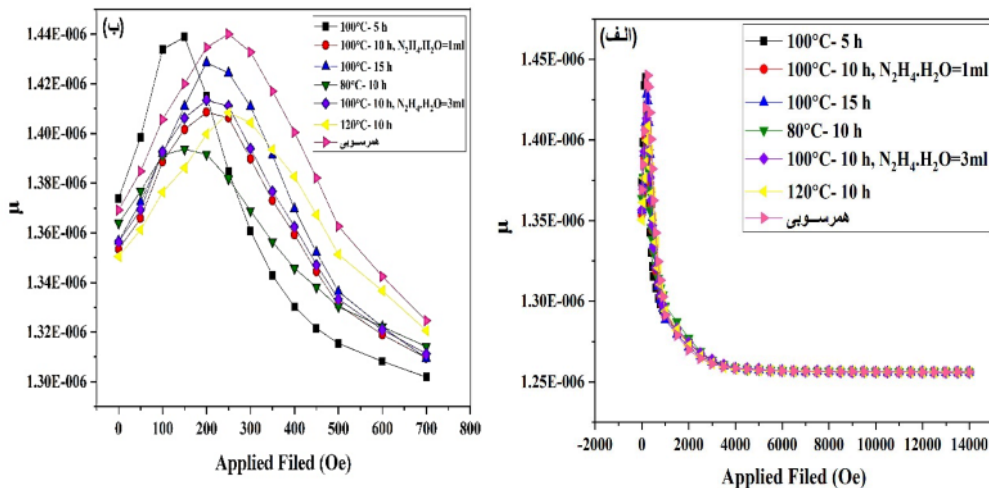 (ب)
1.44E-006
1.42E-006
1.40E-006
1.38E-006
1.36E-006
1.34E-006
1.32E-006
1.30E-006
μ
100°C- 5 h
100°C- 10 h, N₂H₄.H₂O=1ml
100°C- 15 h
80°C- 10 h
100°C- 10 h, N₂H₄.H₂O=3ml
120°C- 10 h
همرسوبی
0 100 200 300 400 500 600 700 800
Applied Filed (Oe)
(الف)
1.45E-006
1.40E-006
1.35E-006
1.30E-006
1.25E-006
μ
100°C- 5 h
100°C- 10 h, N₂H₄.H₂O=1ml
100°C- 15 h
80°C- 10 h
100°C- 10 h, N₂H₄.H₂O=3ml
120°C- 10 h
همرسوبی
-2000 0 2000 4000 6000 8000 10000 12000 14000
Applied Filed (Oe)